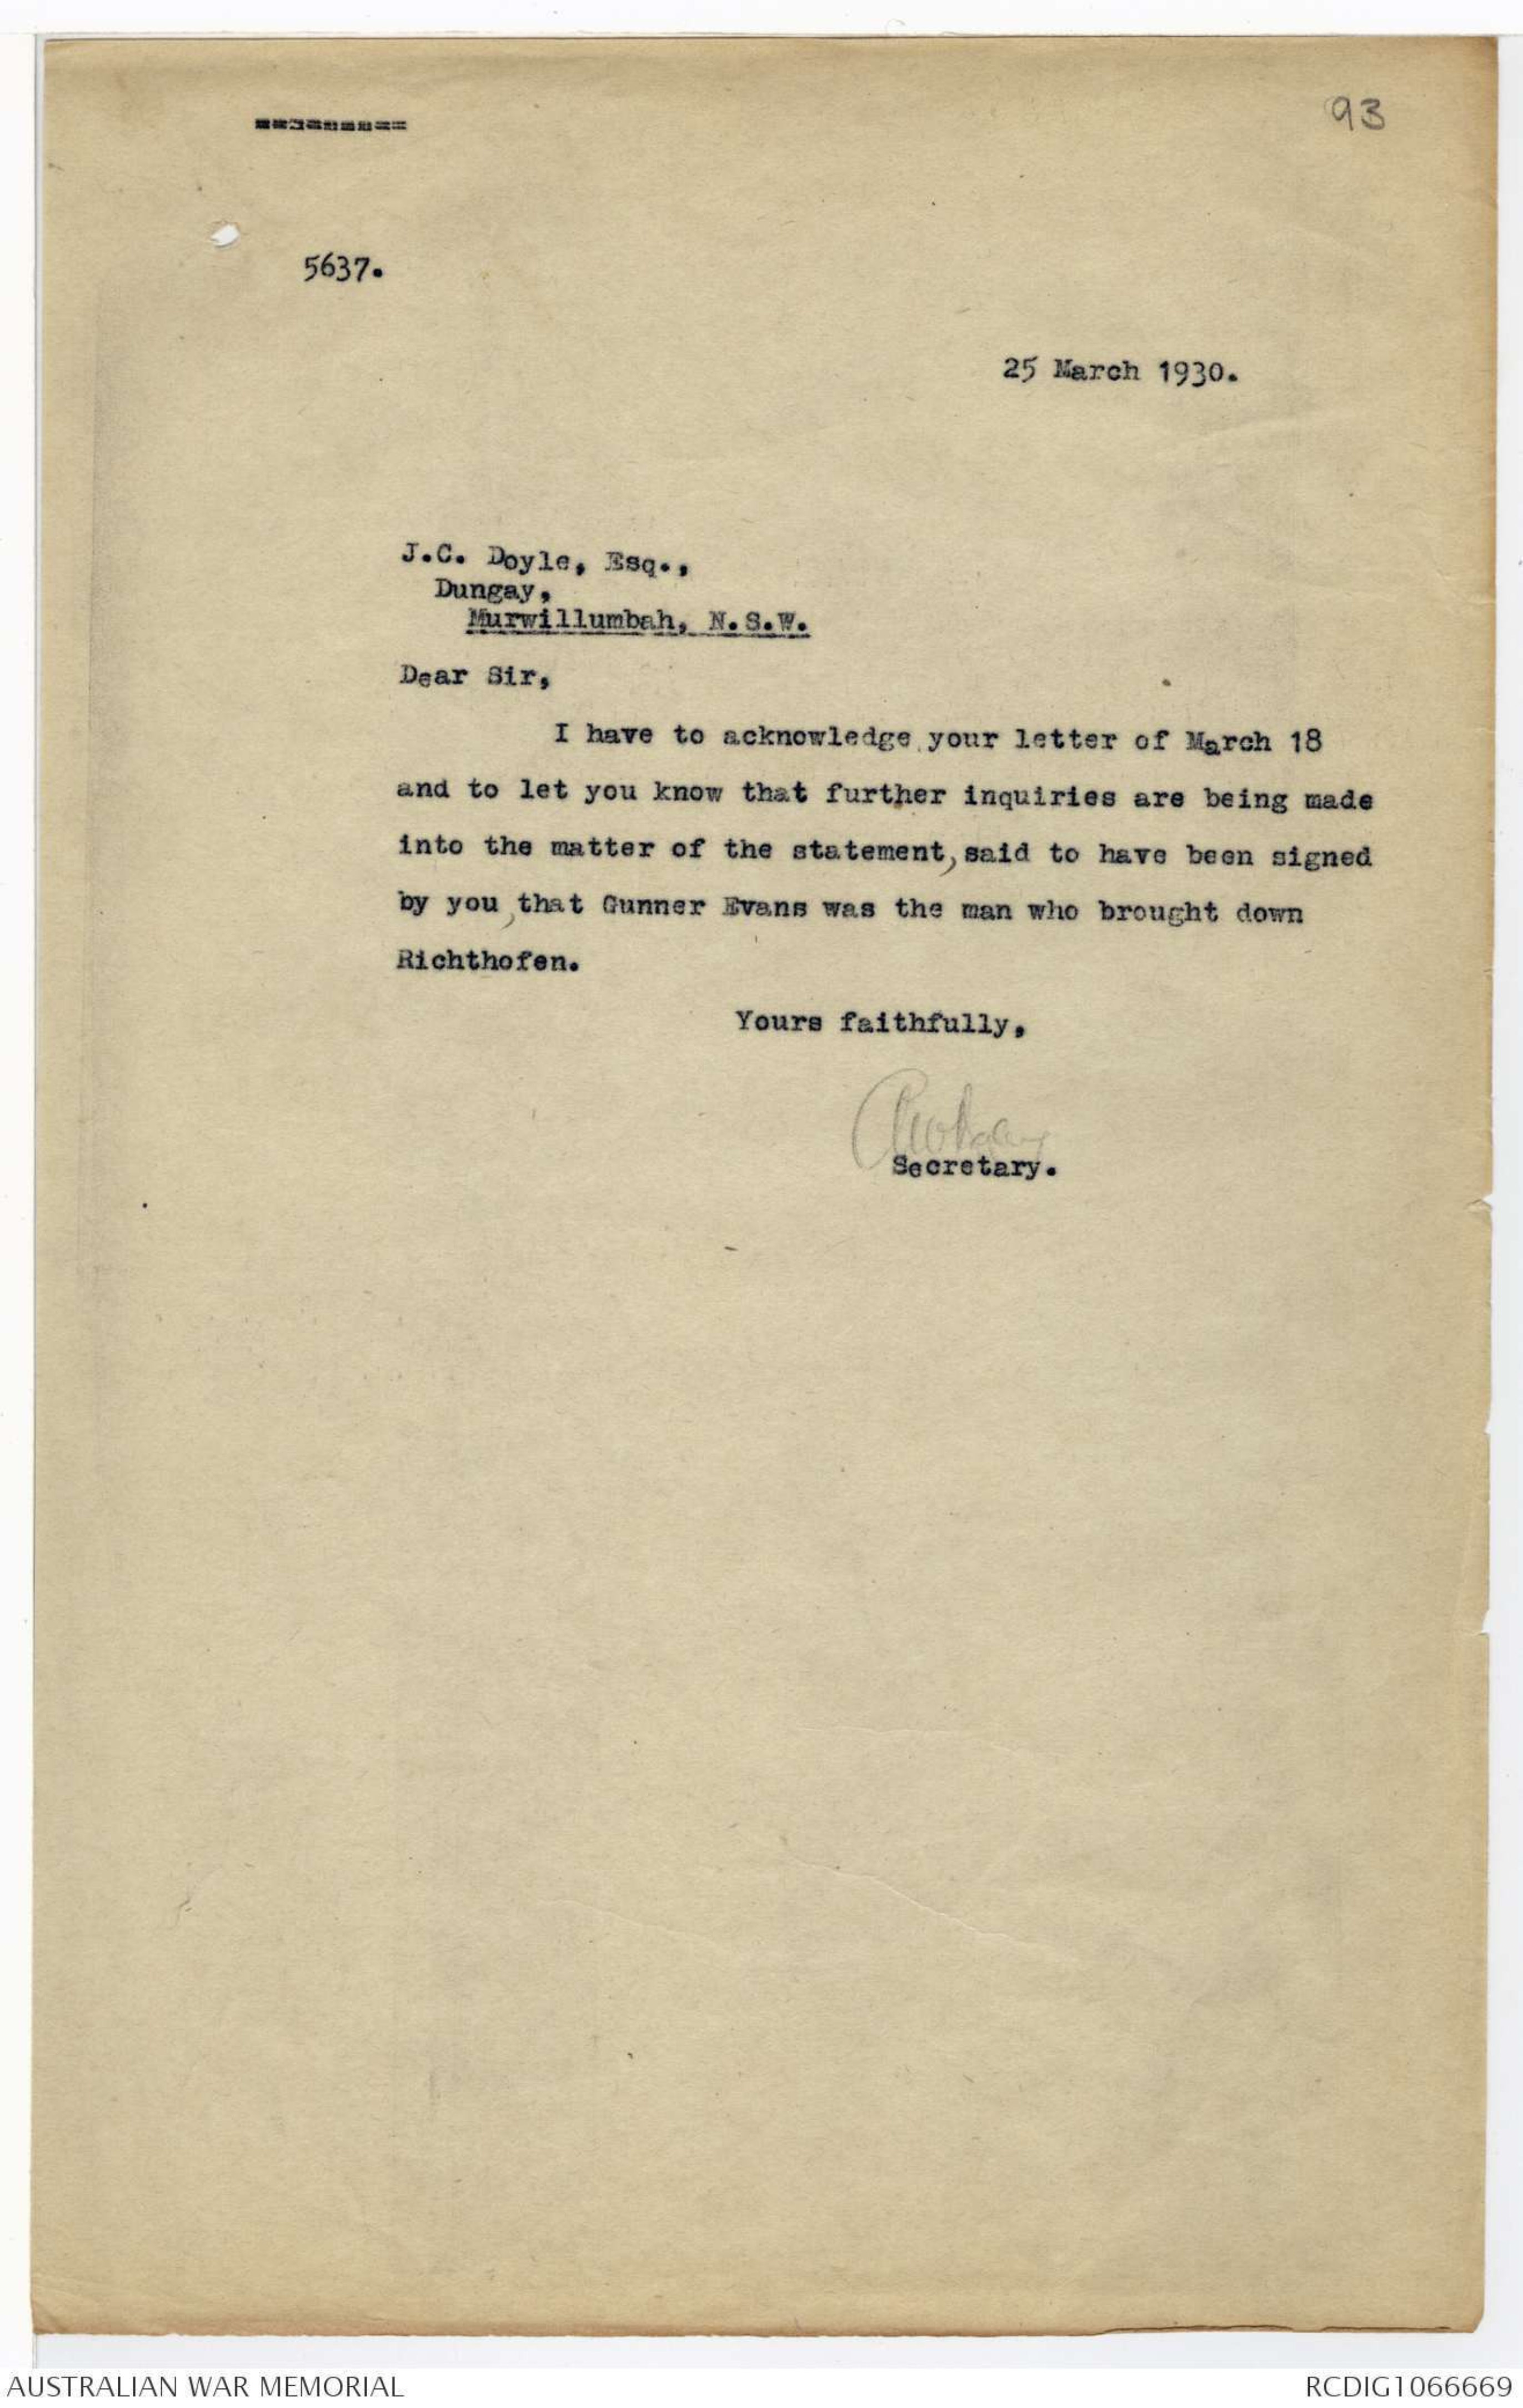 93
5637.
25 March 1930.
J.C. Doyle, Esq.,
Dungay,
Murwillumbah, N.S.W.
Dear Sir,
I have to acknowledge your letter of March 18
and to let you know that further inquiries are being made
into the matter of the statement, said to have been signed
by you, that Gunner Evans was the man who brought down
Richthofen.
Yours faithfully,
Secretary.
AUSTRALIAN WAR MEMORIAL
RCDIG1066669